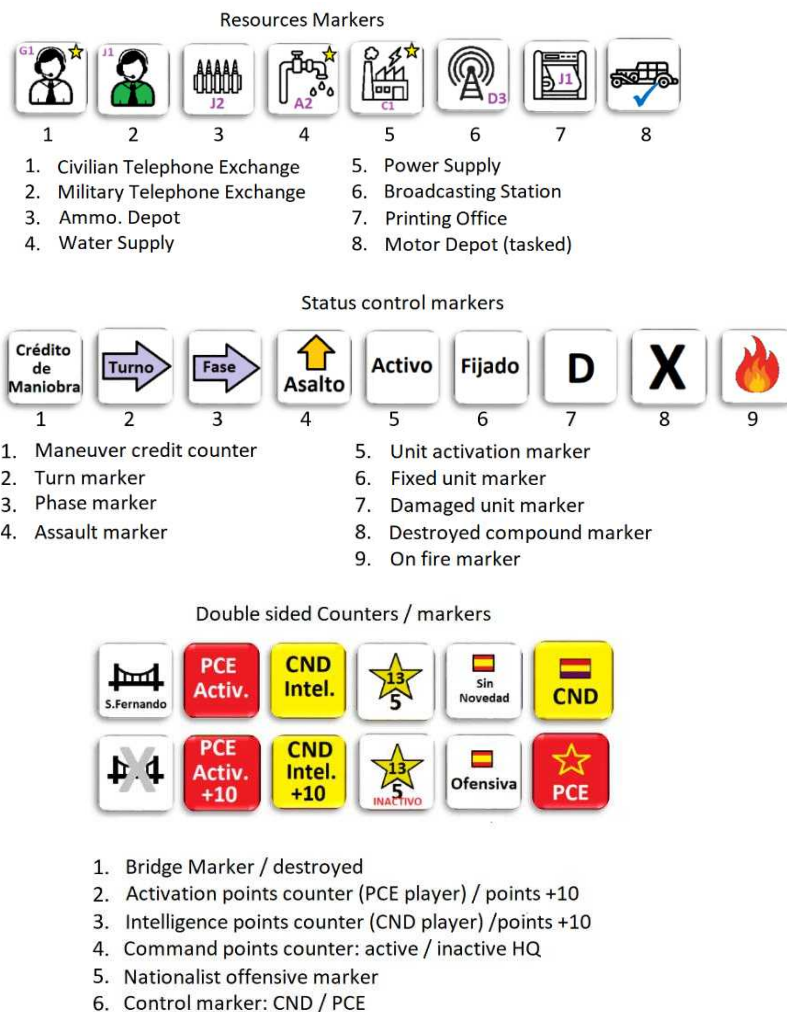 Resources Markers
G1 J1 J2 A2 C1 D3 J1
1 2 3 4 5 6 7 8
1. Civilian Telephone Exchange
2. Military Telephone Exchange
3. Ammo. Depot
4. Water Supply
5. Power Supply
6. Broadcasting Station
7. Printing Office
8. Motor Depot (tasked)
Status control markers
Crédito
de
Maniobra
Turno
Fase
Asalto
Activo
Fijado
D
X
1 2 3 4 5 6 7 8 9
1. Maneuver credit counter
2. Turn marker
3. Phase marker
4. Assault marker
5. Unit activation marker
6. Fixed unit marker
7. Damaged unit marker
8. Destroyed compound marker
9. On fire marker
Double sided Counters / markers
S.Fernando
PCE
Activ.
CND
Intel.
13
5
Sin
Novedad
CND
PCE
Activ.
+10
CND
Intel.
+10
13
5
INACTIVO
Ofensiva
PCE
1. Bridge Marker / destroyed
2. Activation points counter (PCE player) / points +10
3. Intelligence points counter (CND player) /points +10
4. Command points counter: active / inactive HQ
5. Nationalist offensive marker
6. Control marker: CND / PCE